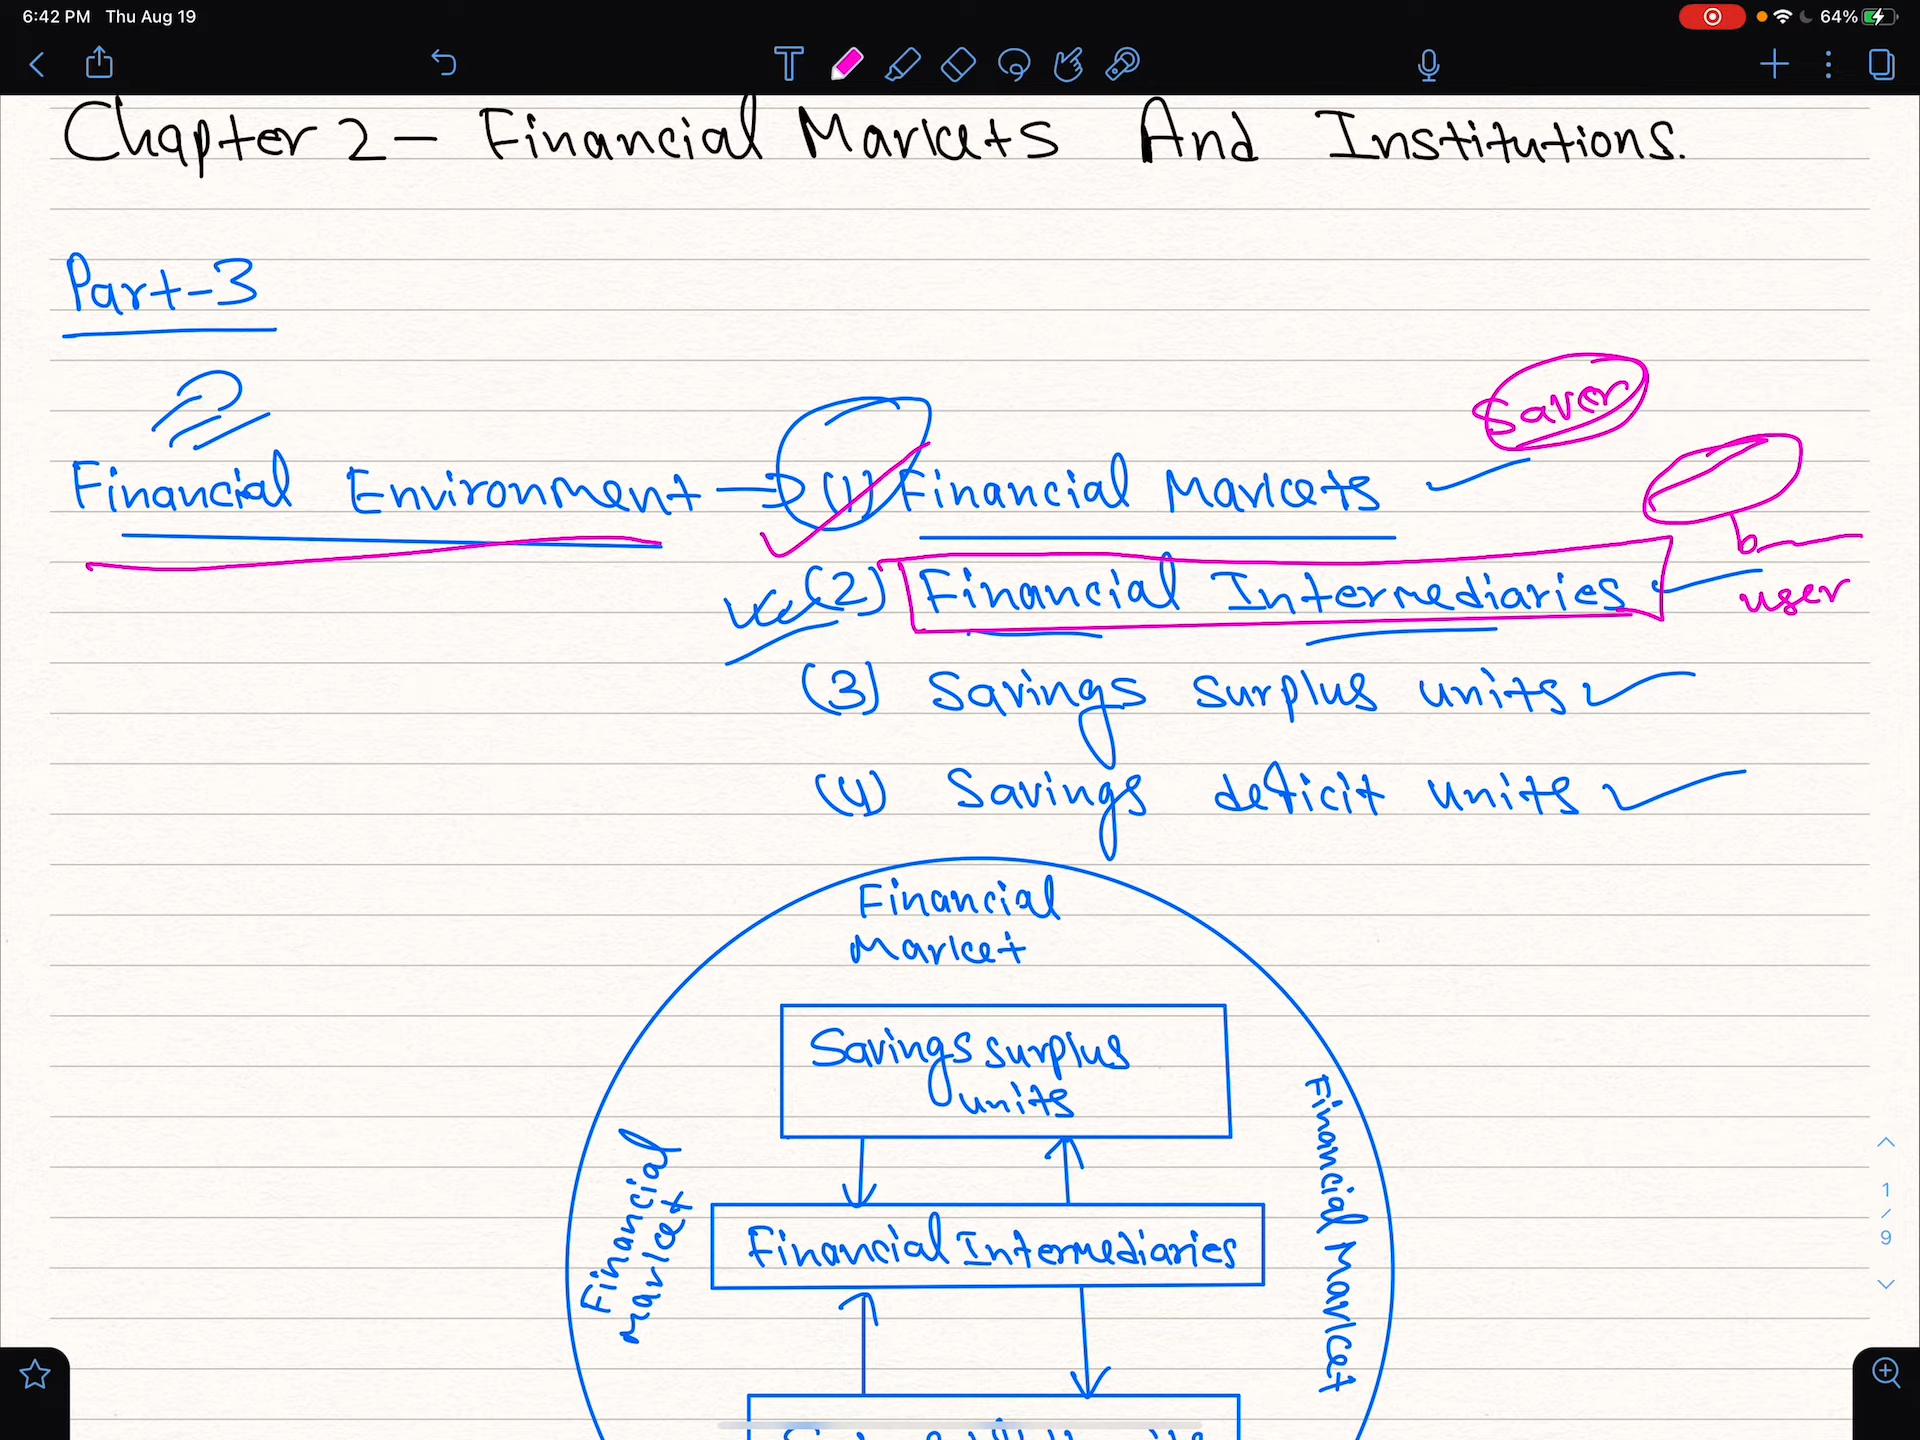 6:42 PM Thu Aug 19
64%
Chapter 2 - Financial Markets And Institutions.
Part-3
Saver
Financial Environment → (1) Financial Markets
(2) Financial Intermediaries
user
(3) Savings surplus units
(4) Savings deficit units
Financial
Market
Savings surplus
units
Financial
Market
Financial Market
Financial Intermediaries
1
/
9